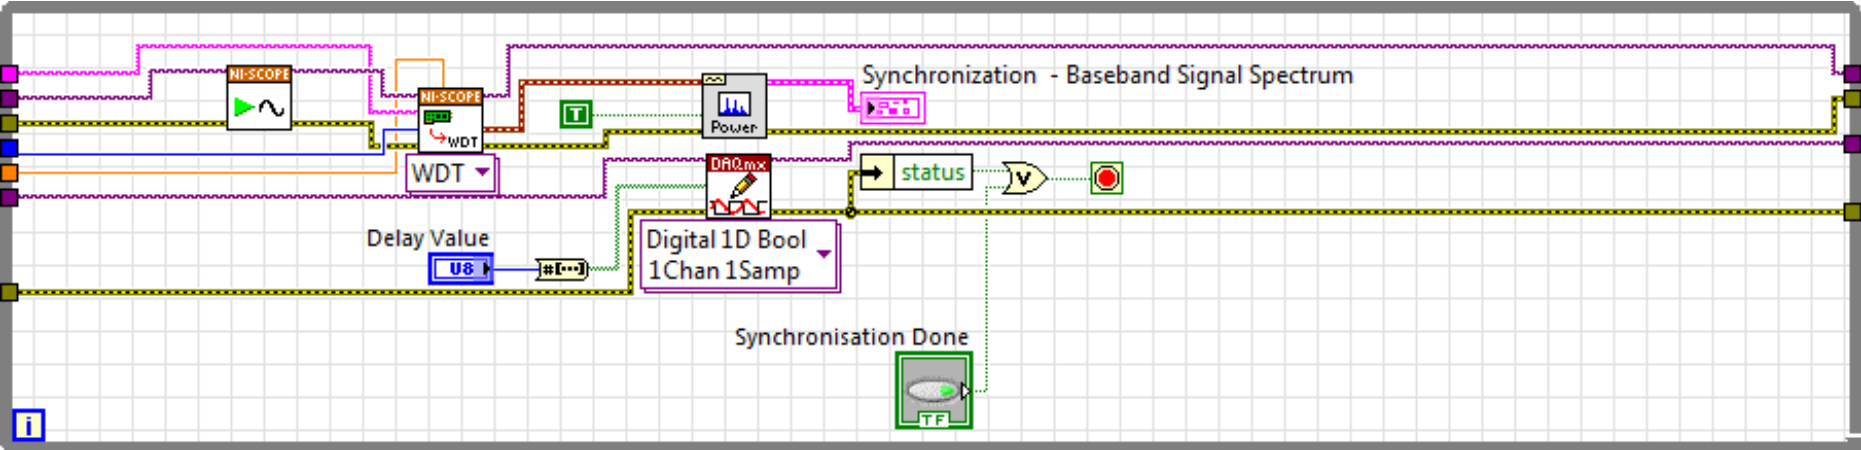 Synchronization - Baseband Signal Spectrum
NI-SCOPE
NI-SCOPE
WDT
T
Power
WDT
DAQmx
status
V
Delay Value
U8
#[...]
Digital 1D Bool
1Chan 1Samp
Synchronisation Done
TF
i